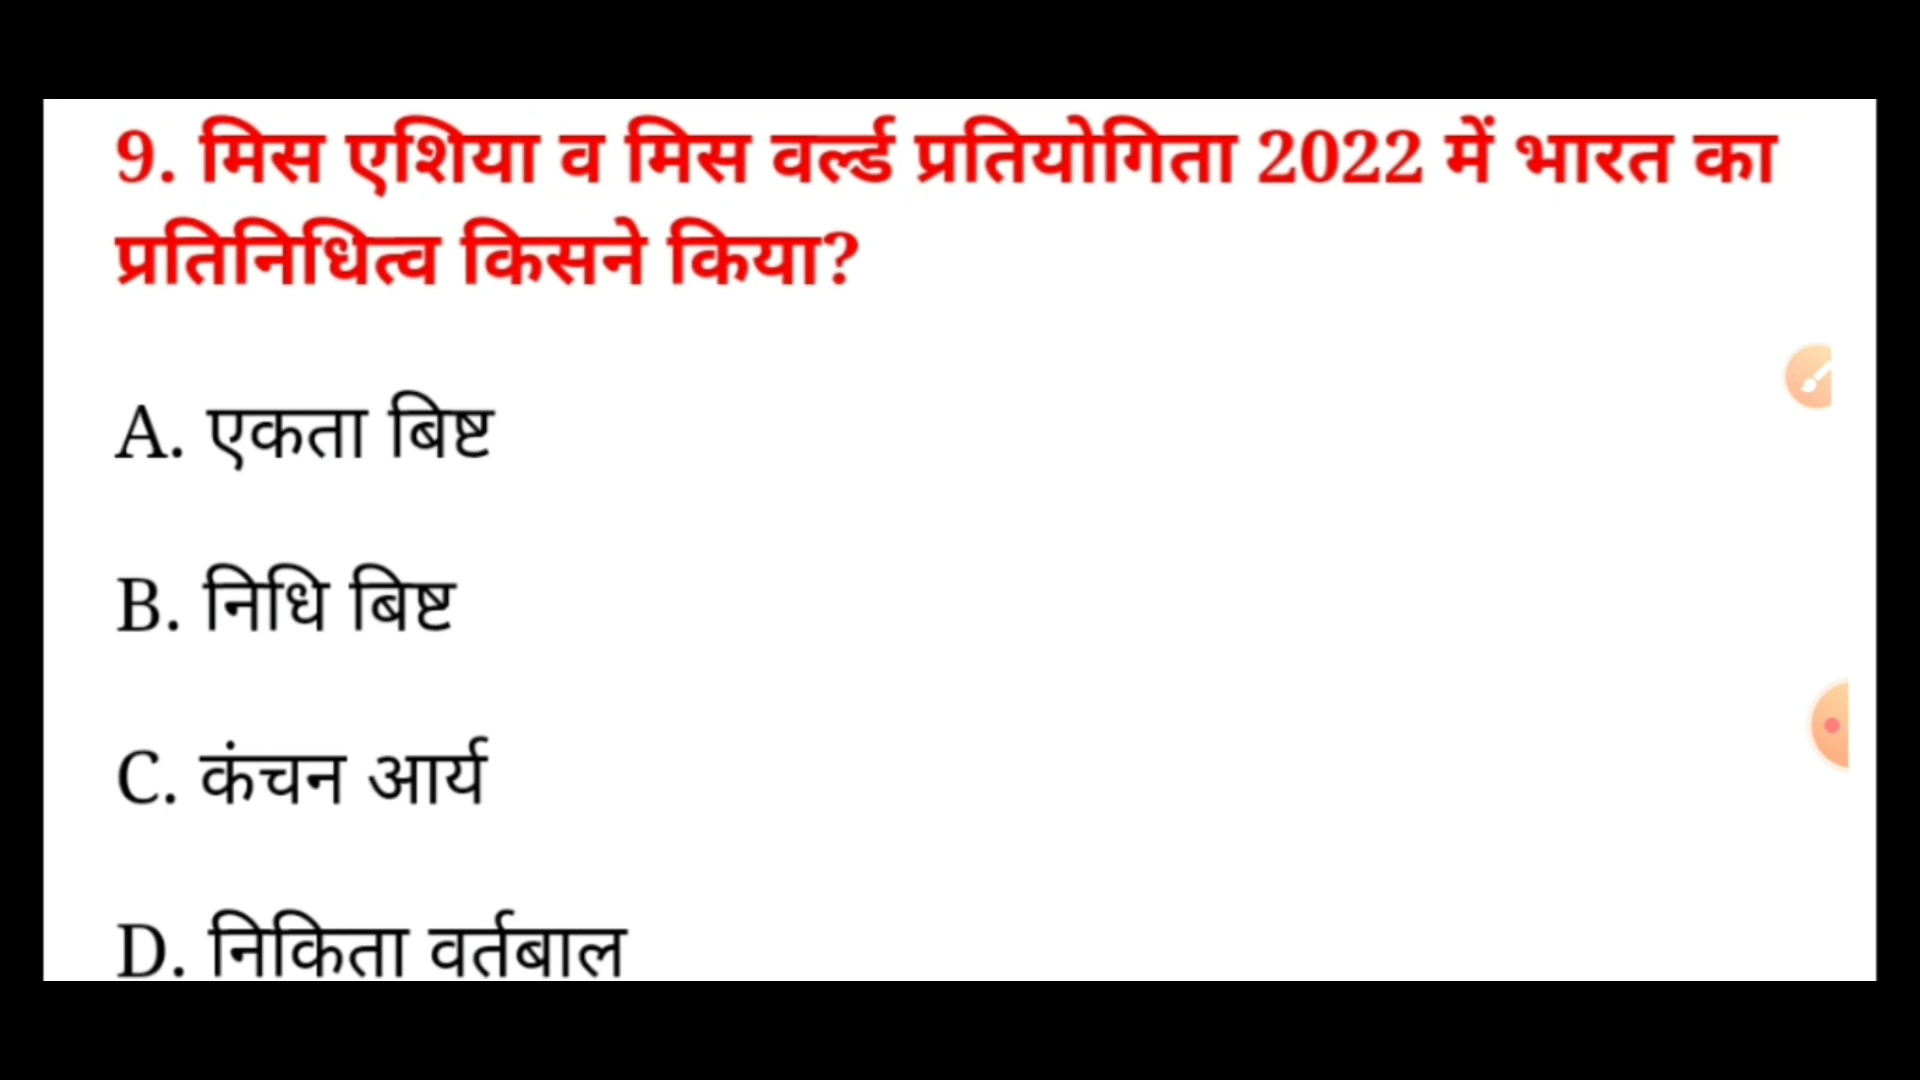 9. मिस एशिया व मिस वर्ल्ड प्रतियोगिता 2022 में भारत का
प्रतिनिधित्व किसने किया?
A. एकता बिष्ट
B. निधि बिष्ट
C. कंचन आर्य
D. निकिता वर्तबाल